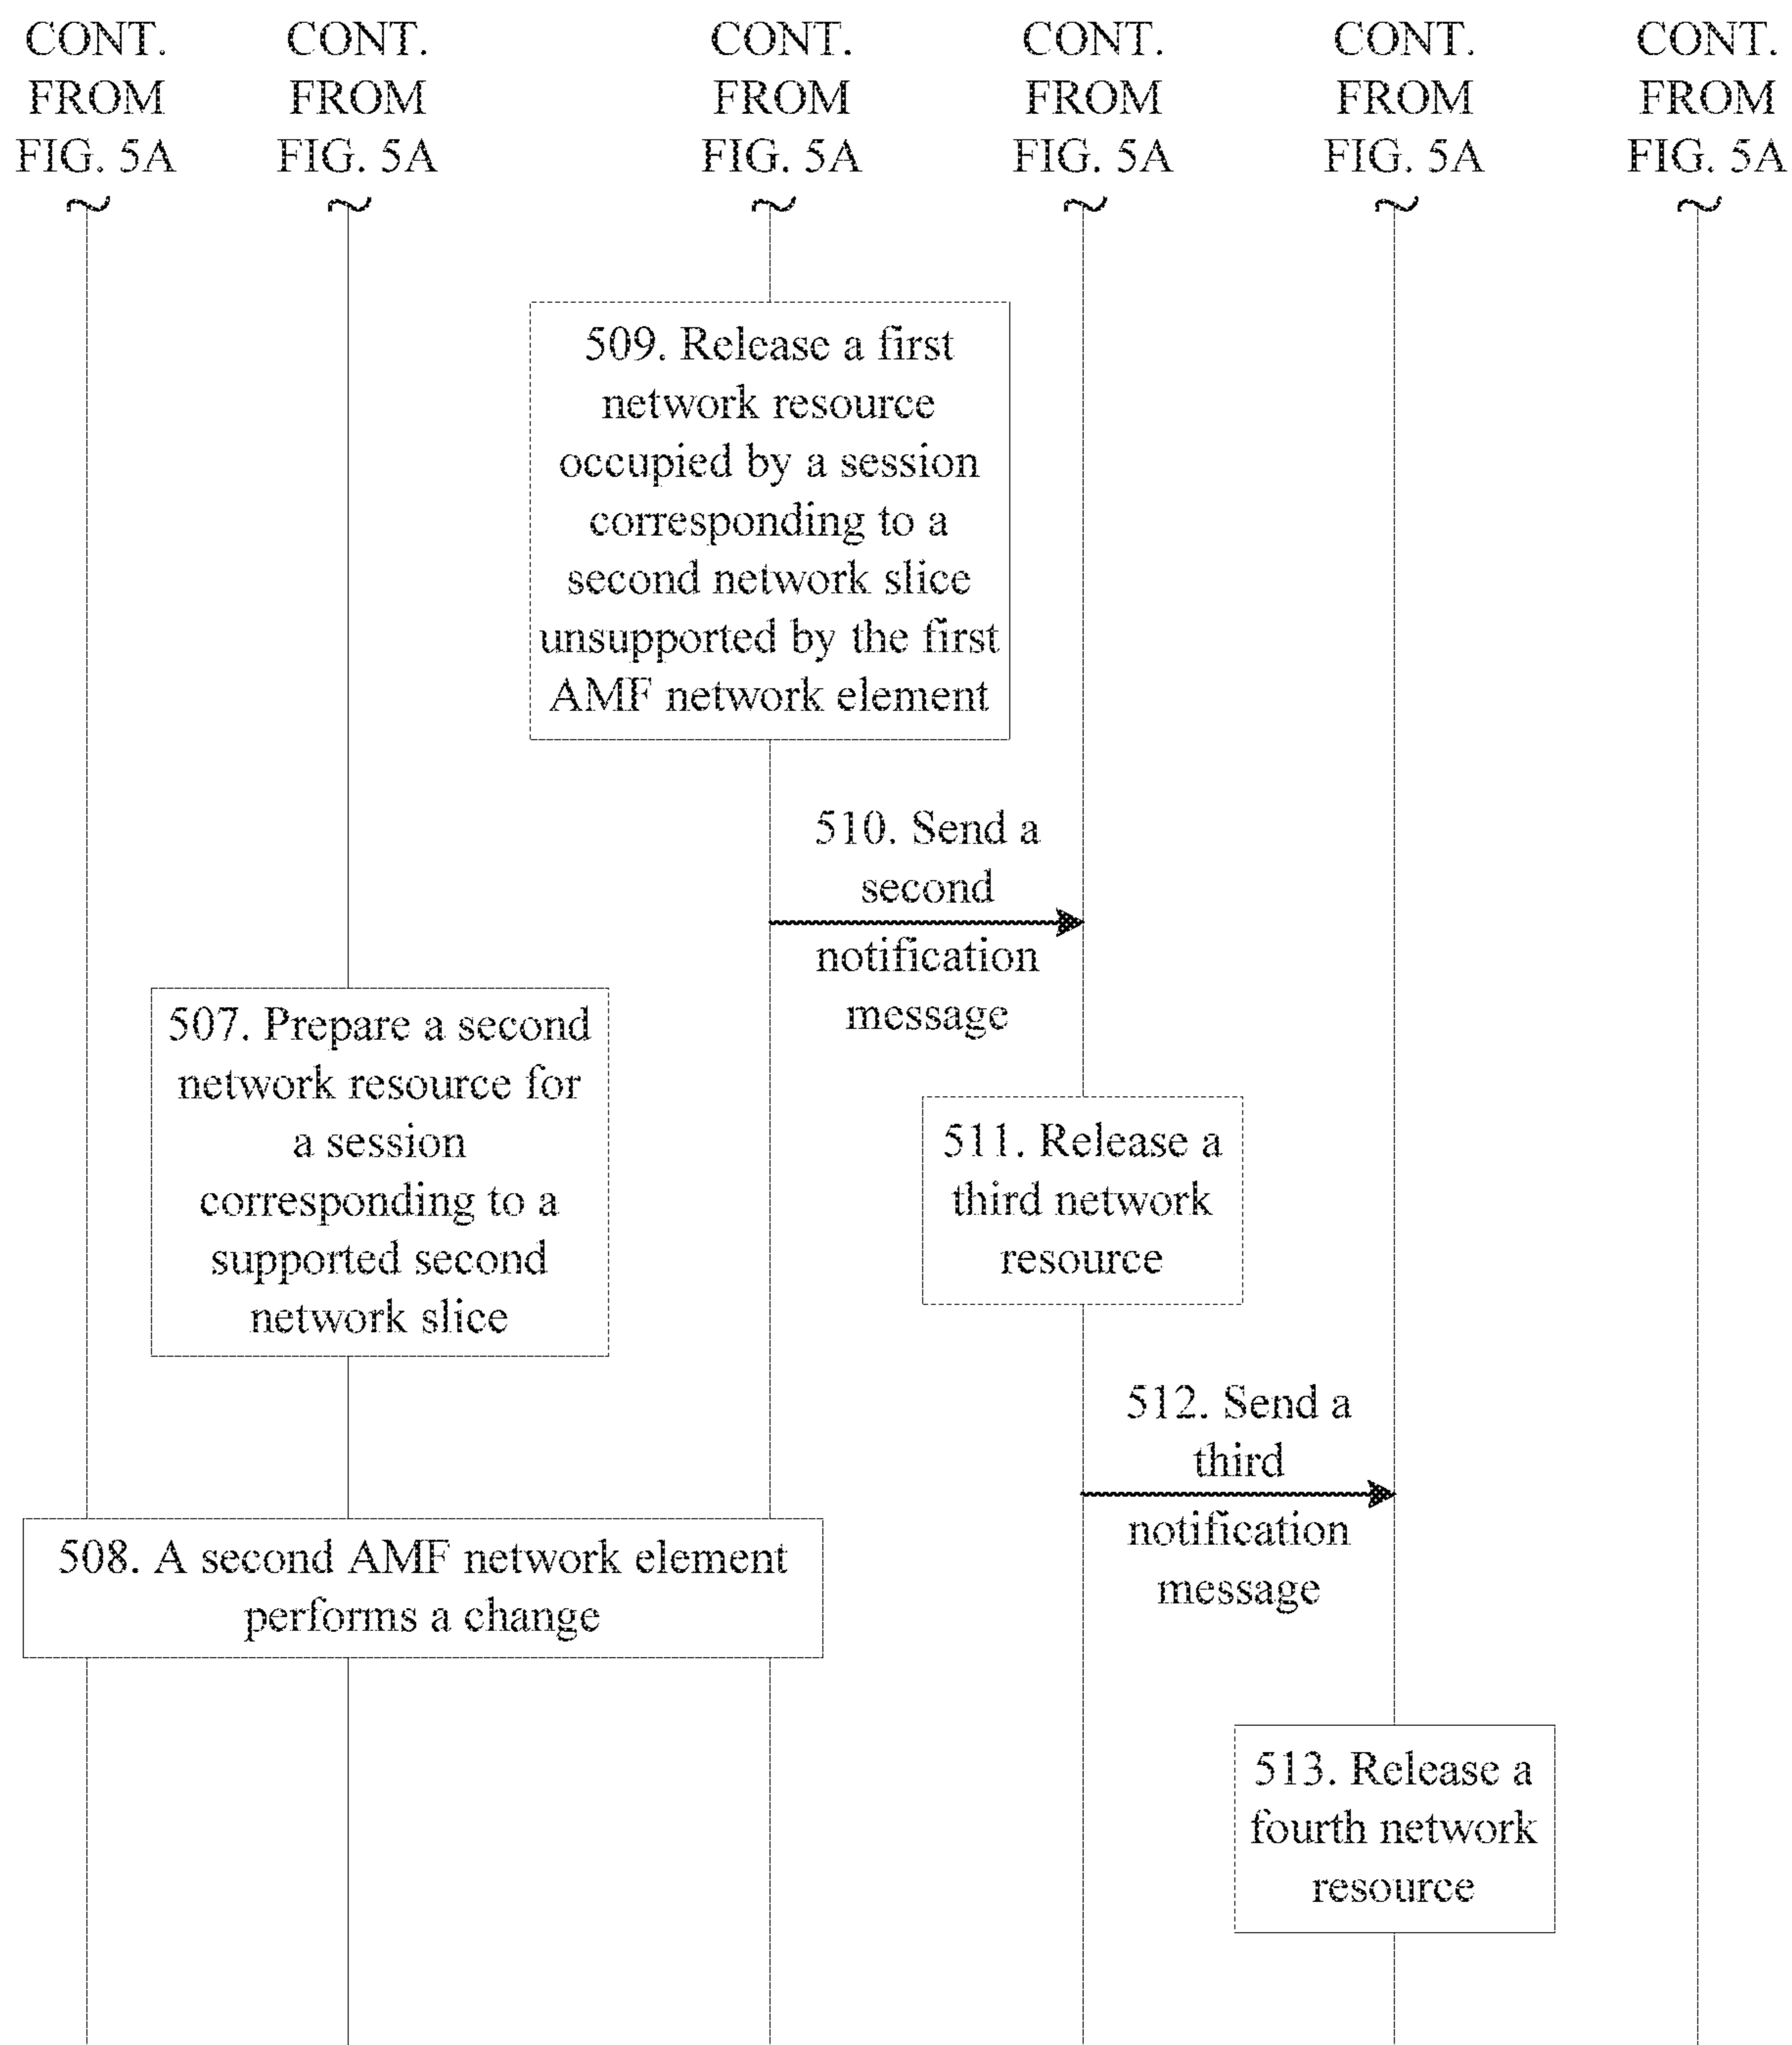 CONT.
FROM
FIG. 5A
CONT.
FROM
FIG. 5A
CONT.
FROM
FIG. 5A
CONT.
FROM
FIG. 5A
CONT.
FROM
FIG. 5A
CONT.
FROM
FIG. 5A
509. Release a first
network resource
occupied by a session
corresponding to a
second network slice
unsupported by the first
AMF network element
510. Send a
second
notification
message
507. Prepare a second
network resource for
a session
corresponding to a
supported second
network slice
511. Release a
third network
resource
512. Send a
third
notification
message
508. A second AMF network element
performs a change
513. Release a
fourth network
resource